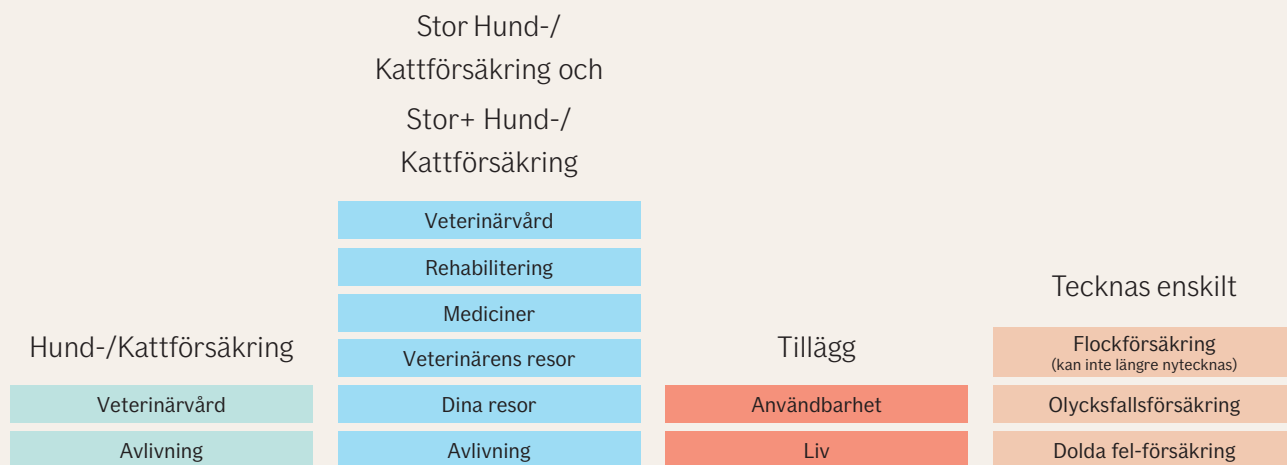 Hund-/Kattförsäkring
Veterinärvård
Avlivning
Stor Hund-/
Kattförsäkring och
Stor+ Hund-/
Kattförsäkring
Veterinärvård
Rehabilitering
Mediciner
Veterinärens resor
Dina resor
Avlivning
Tillägg
Användbarhet
Liv
Tecknas enskilt
Flockförsäkring
(kan inte längre nytecknas)
Olycksfallsförsäkring
Dolda fel-försäkring